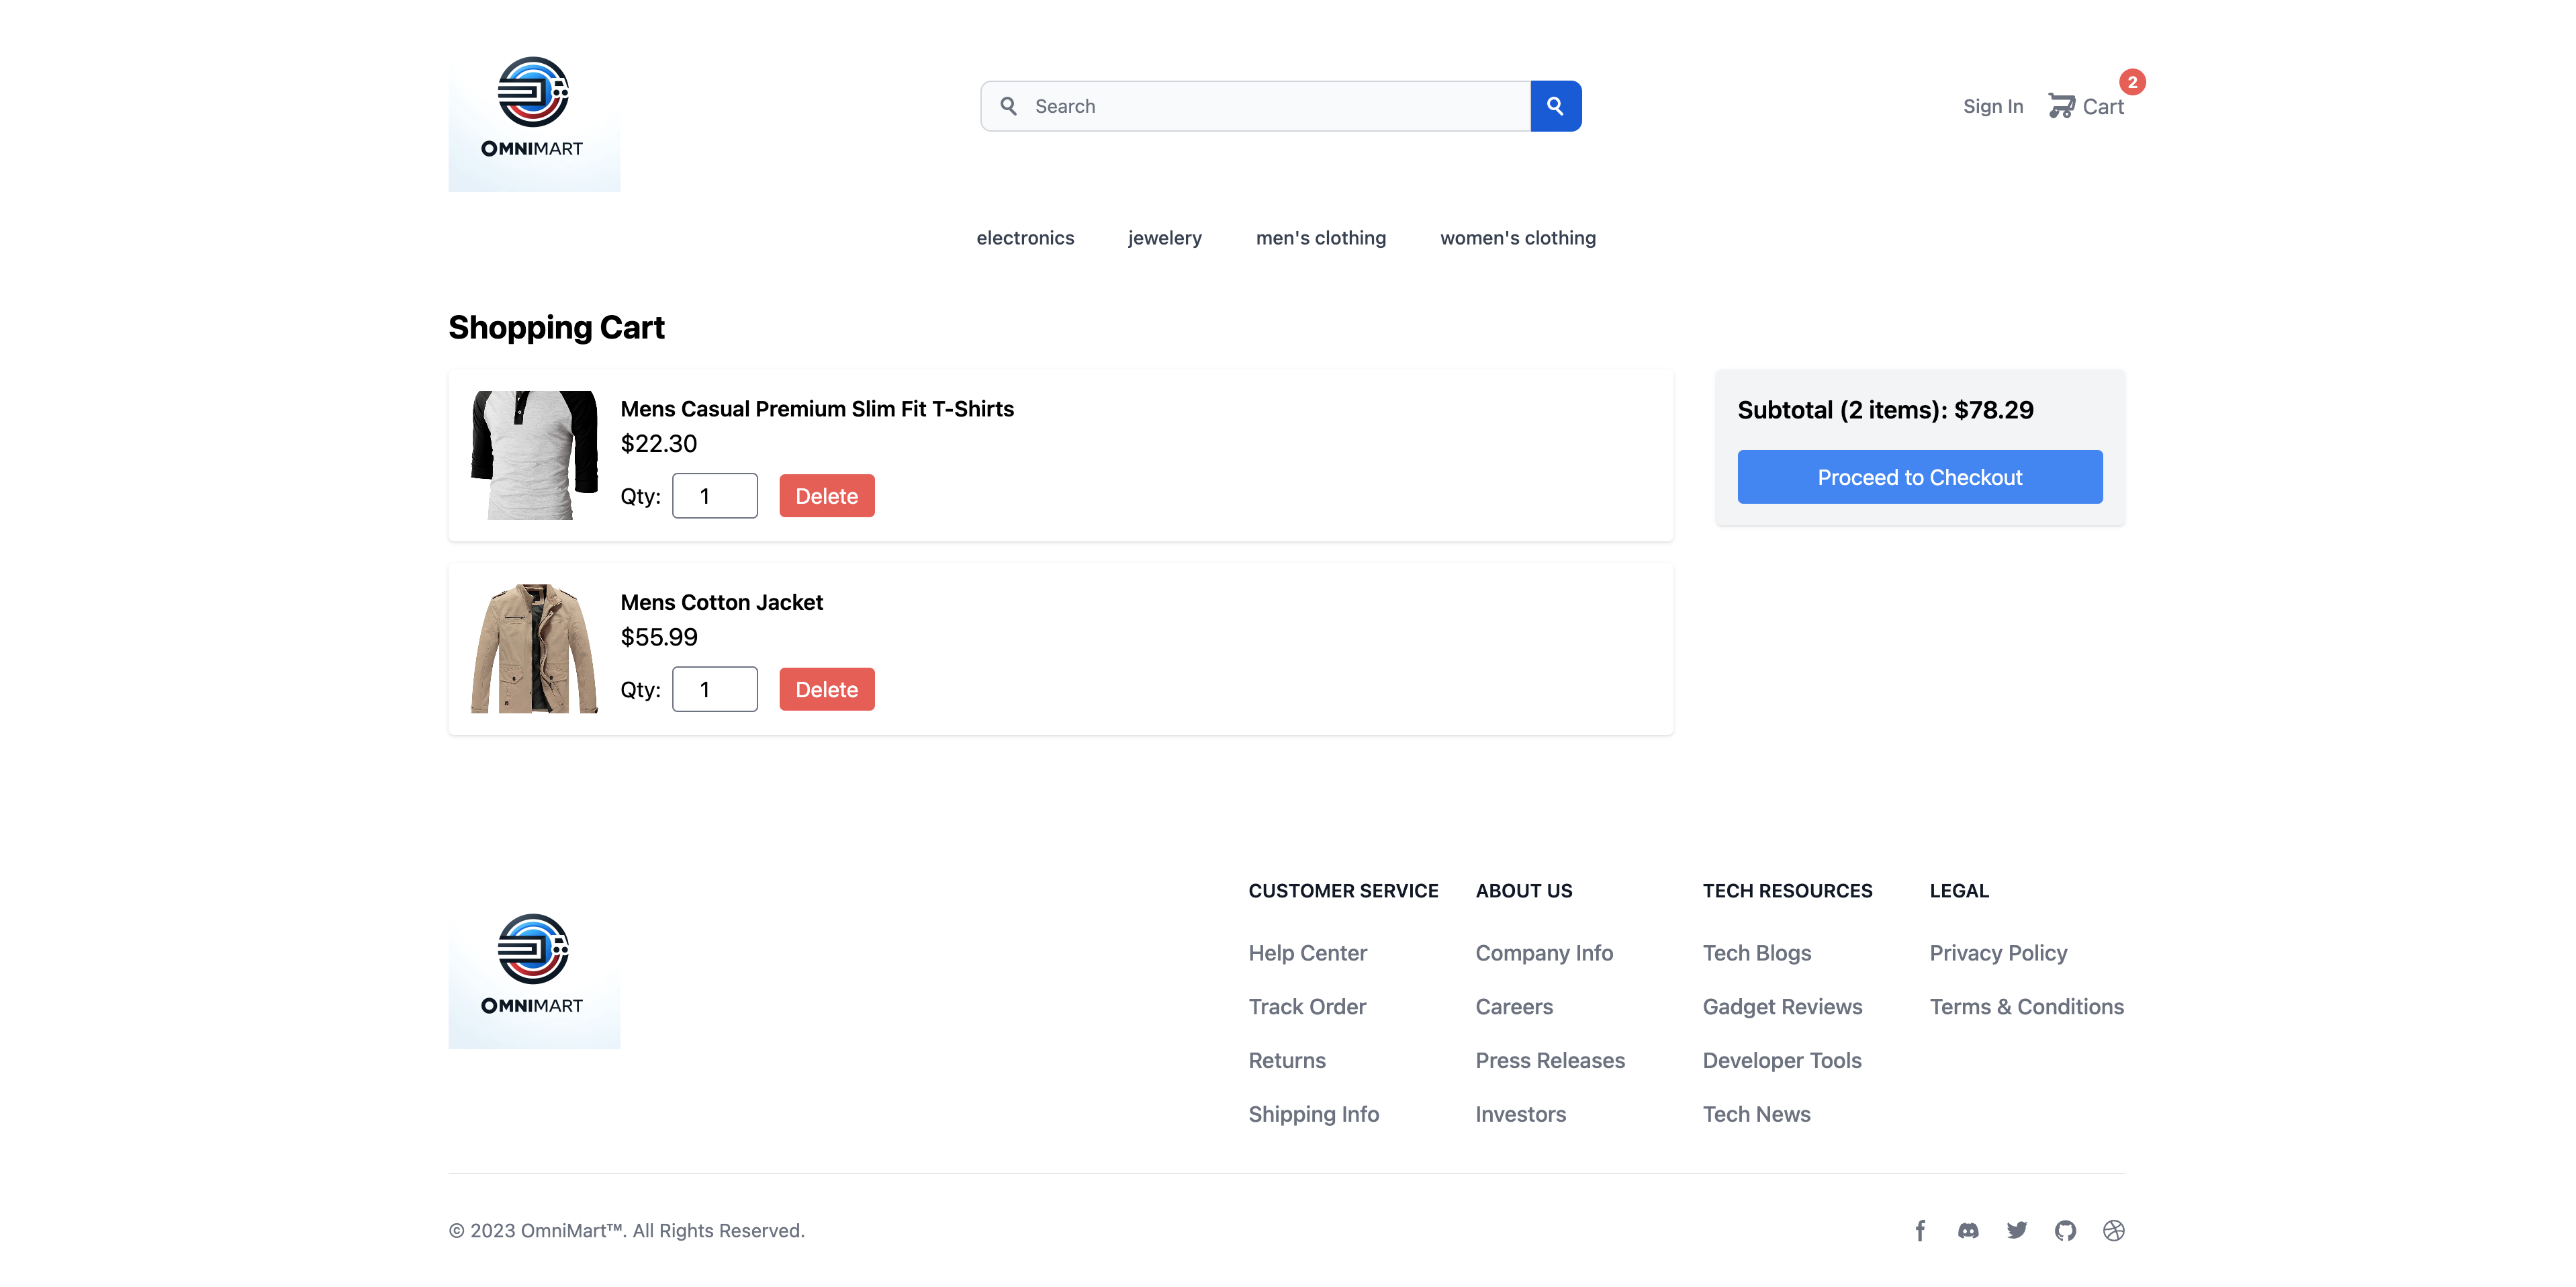 OMNIMART
Search
Sign In
Cart
2
electronics
jewelery
men's clothing
women's clothing
Shopping Cart
Mens Casual Premium Slim Fit T-Shirts
$22.30
Qty: 1 Delete
Mens Cotton Jacket
$55.99
Qty: 1 Delete
Subtotal (2 items): $78.29
Proceed to Checkout
OMNIMART
CUSTOMER SERVICE
Help Center
Track Order
Returns
Shipping Info
ABOUT US
Company Info
Careers
Press Releases
Investors
TECH RESOURCES
Tech Blogs
Gadget Reviews
Developer Tools
Tech News
LEGAL
Privacy Policy
Terms & Conditions
© 2023 OmniMart™. All Rights Reserved.